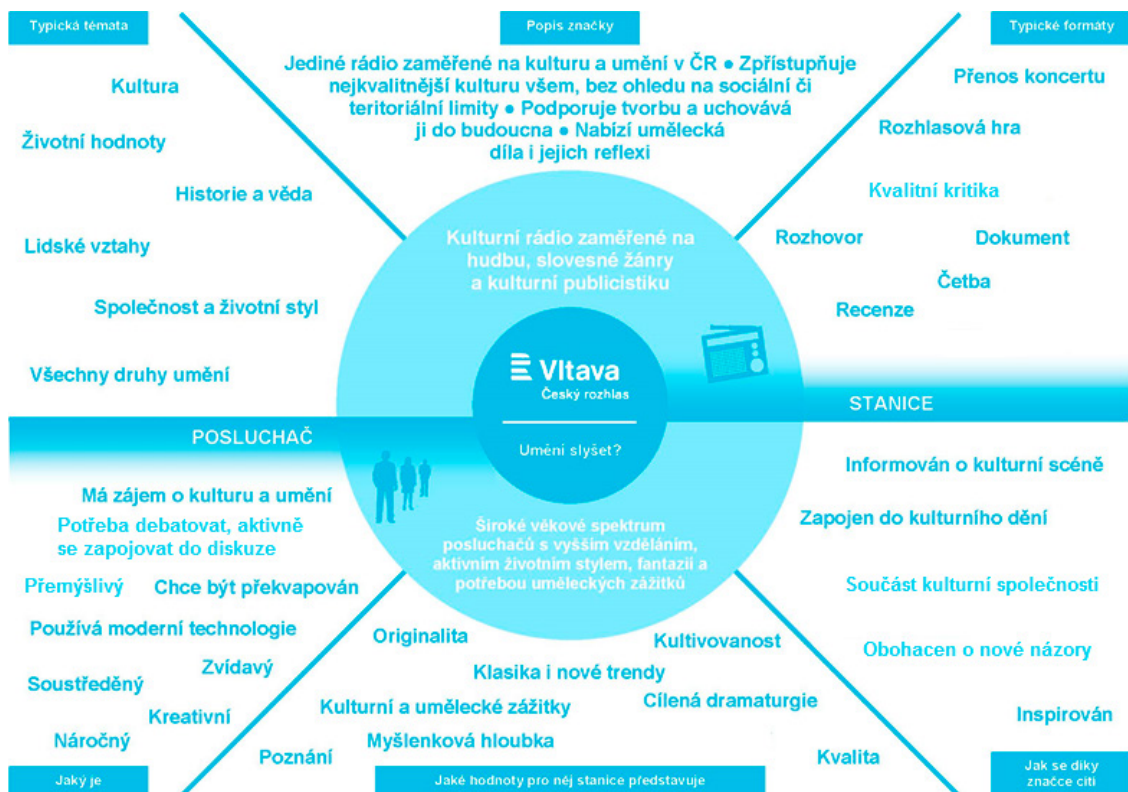 Typická témata
Kultura
Životní hodnoty
Historie a věda
Lidské vztahy
Společnost a životní styl
Všechny druhy umění
Popis značky
Jediné rádio zaměřené na kulturu a umění v ČR ● Zpřístupňuje
nejkvalitnější kulturu všem, bez ohledu na sociální či
teritoriální limity ● Podporuje tvorbu a uchovává
ji do budoucna ● Nabízí umělecká
díla i jejich reflexi
Typické formáty
Přenos koncertu
Rozhlasová hra
Kvalitní kritika
Rozhovor
Dokument
Četba
Recenze
Kulturní rádio zaměřené na
hudbu, slovesné žánry
a kulturní publicistiku
Vltava
Český rozhlas
Umění slyšet?
STANICE
POSLUCHAČ
Široké věkové spektrum
posluchačů s vyšším vzděláním,
aktivním životním stylem, fantazií a
potřebou uměleckých zážitků
Má zájem o kulturu a umění
Potřeba debatovat, aktivně
se zapojovat do diskuze
Přemýšlivý
Chce být překvapován
Používá moderní technologie
Zvídavý
Soustředěný
Kreativní
Náročný
Jaký je
Originalita
Kultivovanost
Klasika i nové trendy
Kulturní a umělecké zážitky
Cílená dramaturgie
Poznání
Myšlenková hloubka
Kvalita
Jaké hodnoty pro něj stanice představuje
Informován o kulturní scéně
Zapojen do kulturního dění
Součást kulturní společnosti
Obohacen o nové názory
Inspirován
Jak se díky
značce cítí